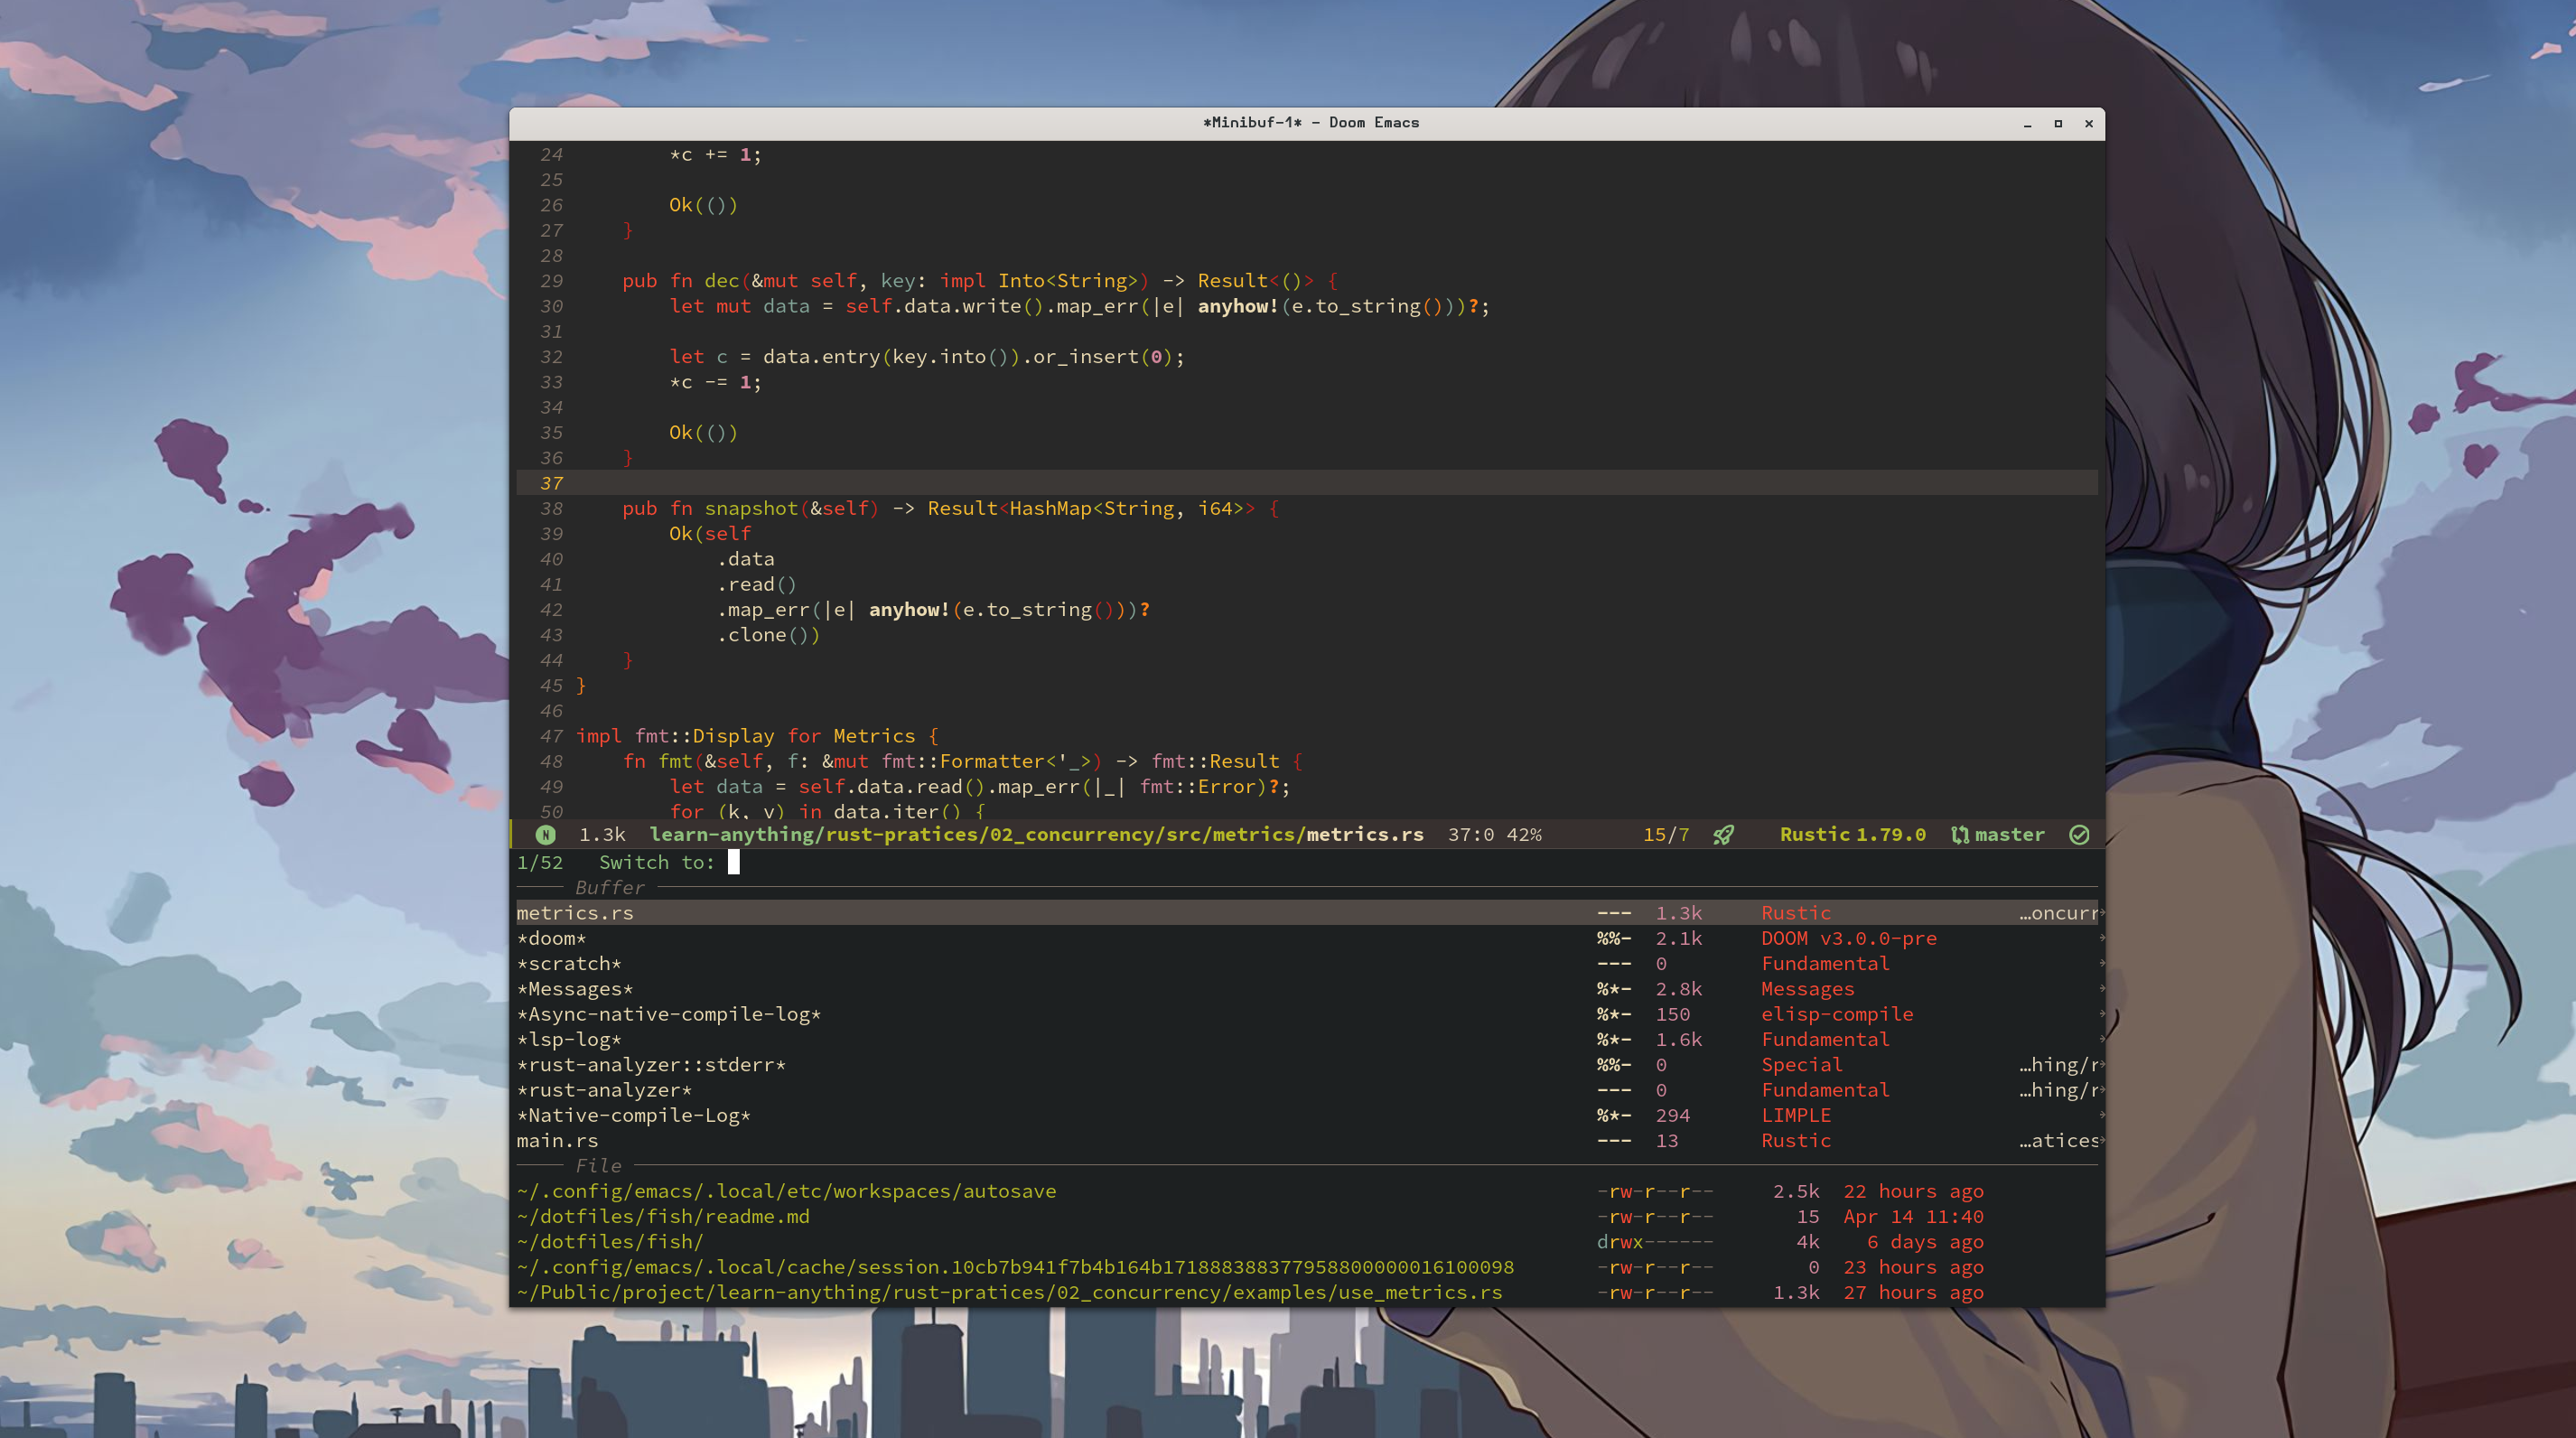 *Minibuf-1* - Doom Emacs
24 *c += 1;
25
26 Ok(())
27 }
28
29 pub fn dec(&mut self, key: impl Into<String>) -> Result<()> {
30 let mut data = self.data.write().map_err(|e| anyhow!(e.to_string()))?;
31
32 let c = data.entry(key.into()).or_insert(0);
33 *c -= 1;
34
35 Ok(())
36 }
37
38 pub fn snapshot(&self) -> Result<HashMap<String, i64>> {
39 Ok(self
40 .data
41 .read()
42 .map_err(|e| anyhow!(e.to_string()))?
43 .clone())
44 }
45 }
46
47 impl fmt::Display for Metrics {
48 fn fmt(&self, f: &mut fmt::Formatter<'_>) -> fmt::Result {
49 let data = self.data.read().map_err(|_| fmt::Error)?;
50 for (k, v) in data.iter() {
N 1.3k learn-anything/rust-pratices/02_concurrency/src/metrics/metrics.rs 37:0 42% 15/7 Rustic 1.79.0 master
1/52 Switch to:
Buffer
metrics.rs --- 1.3k Rustic …oncurr
*doom* %%- 2.1k DOOM v3.0.0-pre
*scratch* --- 0 Fundamental
*Messages* %*- 2.8k Messages
*Async-native-compile-log* %*- 150 elisp-compile
*lsp-log* %*- 1.6k Fundamental
*rust-analyzer::stderr* %%- 0 Special …hing/r
*rust-analyzer* --- 0 Fundamental …hing/r
*Native-compile-Log* %*- 294 LIMPLE
main.rs --- 13 Rustic …atices
File
~/.config/emacs/.local/etc/workspaces/autosave -rw-r--r-- 2.5k 22 hours ago
~/dotfiles/fish/readme.md -rw-r--r-- 15 Apr 14 11:40
~/dotfiles/fish/ drwx------ 4k 6 days ago
~/.config/emacs/.local/cache/session.10cb7b941f7b4b164b171888388377958800000016100098 -rw-r--r-- 0 23 hours ago
~/Public/project/learn-anything/rust-pratices/02_concurrency/examples/use_metrics.rs -rw-r--r-- 1.3k 27 hours ago